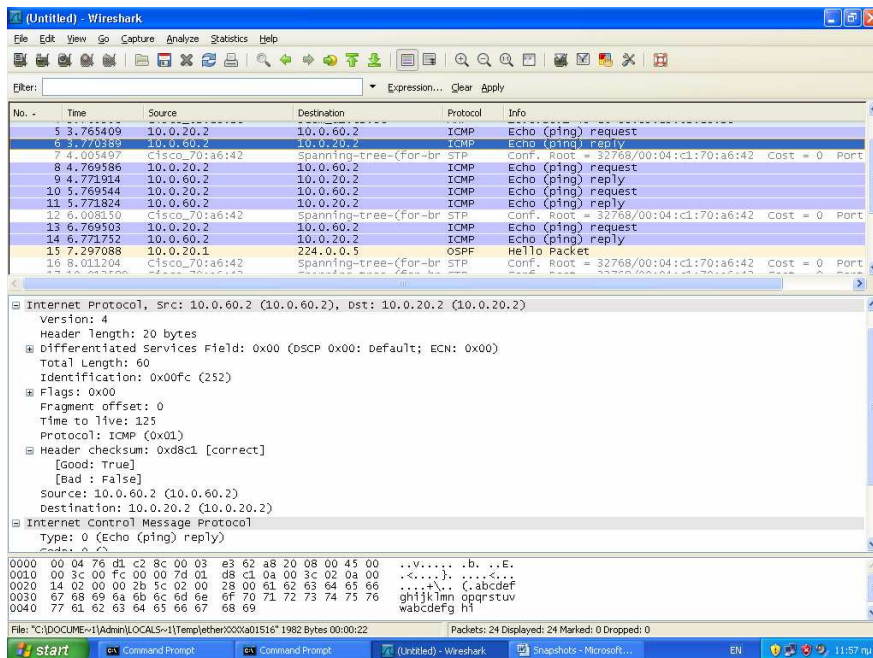 (Untitled) - Wireshark
File Edit View Go Capture Analyze Statistics Help
Filter: Expression... Clear Apply
No. - Time Source Destination Protocol Info
5 3.765409 10.0.20.2 10.0.60.2 ICMP Echo (ping) request
6 3.770389 10.0.60.2 10.0.20.2 ICMP Echo (ping) reply
7 4.005497 Cisco_70:a6:42 Spanning-tree-(for-br STP Conf. Root = 32768/00:04:c1:70:a6:42 Cost = 0 Port
8 4.769586 10.0.20.2 10.0.60.2 ICMP Echo (ping) request
9 4.771914 10.0.60.2 10.0.20.2 ICMP Echo (ping) reply
10 5.769544 10.0.20.2 10.0.60.2 ICMP Echo (ping) request
11 5.771824 10.0.60.2 10.0.20.2 ICMP Echo (ping) reply
12 6.008150 Cisco_70:a6:42 Spanning-tree-(for-br STP Conf. Root = 32768/00:04:c1:70:a6:42 Cost = 0 Port
13 6.769503 10.0.20.2 10.0.60.2 ICMP Echo (ping) request
14 6.771752 10.0.60.2 10.0.20.2 ICMP Echo (ping) reply
15 7.297088 10.0.20.1 224.0.0.5 OSPF Hello Packet
16 8.011204 Cisco_70:a6:42 Spanning-tree-(for-br STP Conf. Root = 32768/00:04:c1:70:a6:42 Cost = 0 Port
Internet Protocol, Src: 10.0.60.2 (10.0.60.2), Dst: 10.0.20.2 (10.0.20.2)
Version: 4
Header length: 20 bytes
Differentiated Services Field: 0x00 (DSCP 0x00: Default; ECN: 0x00)
Total Length: 60
Identification: 0x00fc (252)
Flags: 0x00
Fragment offset: 0
Time to live: 125
Protocol: ICMP (0x01)
Header checksum: 0xd8c1 [correct]
[Good: True]
[Bad : False]
Source: 10.0.60.2 (10.0.60.2)
Destination: 10.0.20.2 (10.0.20.2)
Internet Control Message Protocol
Type: 0 (Echo (ping) reply)
0000 00 04 76 d1 c2 8c 00 03 e3 62 a8 20 08 00 45 00 ..v..... .b. ..E.
0010 00 3c 00 fc 00 00 7d 01 d8 c1 0a 00 3c 02 0a 00 .<....}. ....<...
0020 14 02 00 00 2b 5c 02 00 28 00 61 62 63 64 65 66 ....+\.. (.abcdef
0030 67 68 69 6a 6b 6c 6d 6e 6f 70 71 72 73 74 75 76 ghijklmn opqrstuv
0040 77 61 62 63 64 65 66 67 68 69 wabcdefg hi
File: "C:\DOCUME~1\Admin\LOCALS~1\Temp\etherXXXXa01516" 1982 Bytes 00:00:22 Packets: 24 Displayed: 24 Marked: 0 Dropped: 0
start Command Prompt Command Prompt (Untitled) - Wireshark Snapshots - Microsoft... EN 11:57 πμ